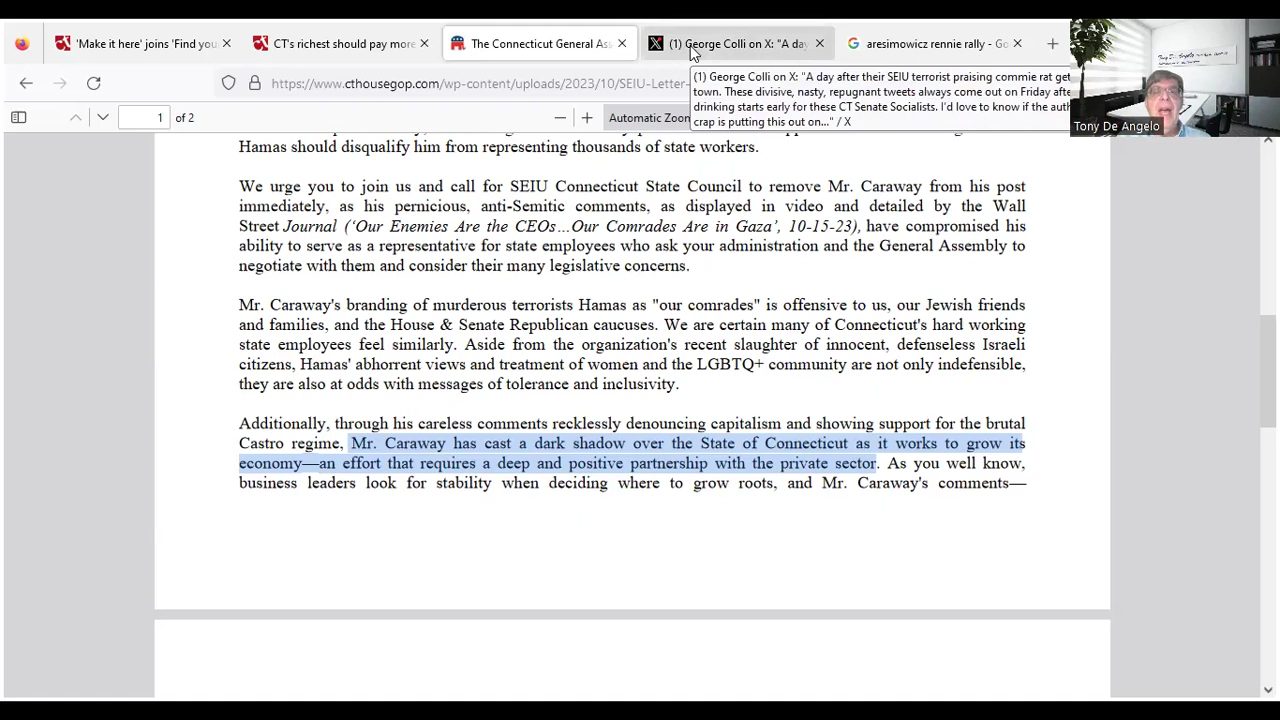 'Make it here' joins 'Find you
CT's richest should pay more
The Connecticut General Ass
(1) George Colli on X: "A day
aresimowicz rennie rally - Go
https://www.cthousegop.com/wp-content/uploads/2023/10/SEIU-Letter-
(1) George Colli on X: "A day after their SEIU terrorist praising commie rat get
town. These divisive, nasty, repugnant tweets always come out on Friday afte
drinking starts early for these CT Senate Socialists. I'd love to know if the auth
crap is putting this out on..." / X
Tony De Angelo
1 of 2
Automatic Zoom
Hamas should disqualify him from representing thousands of state workers.
We urge you to join us and call for SEIU Connecticut State Council to remove Mr. Caraway from his post
immediately, as his pernicious, anti-Semitic comments, as displayed in video and detailed by the Wall
Street Journal ('Our Enemies Are the CEOs…Our Comrades Are in Gaza', 10-15-23), have compromised his
ability to serve as a representative for state employees who ask your administration and the General Assembly to
negotiate with them and consider their many legislative concerns.
Mr. Caraway's branding of murderous terrorists Hamas as "our comrades" is offensive to us, our Jewish friends
and families, and the House & Senate Republican caucuses. We are certain many of Connecticut's hard working
state employees feel similarly. Aside from the organization's recent slaughter of innocent, defenseless Israeli
citizens, Hamas' abhorrent views and treatment of women and the LGBTQ+ community are not only indefensible,
they are also at odds with messages of tolerance and inclusivity.
Additionally, through his careless comments recklessly denouncing capitalism and showing support for the brutal
Castro regime, Mr. Caraway has cast a dark shadow over the State of Connecticut as it works to grow its
economy—an effort that requires a deep and positive partnership with the private sector. As you well know,
business leaders look for stability when deciding where to grow roots, and Mr. Caraway's comments—